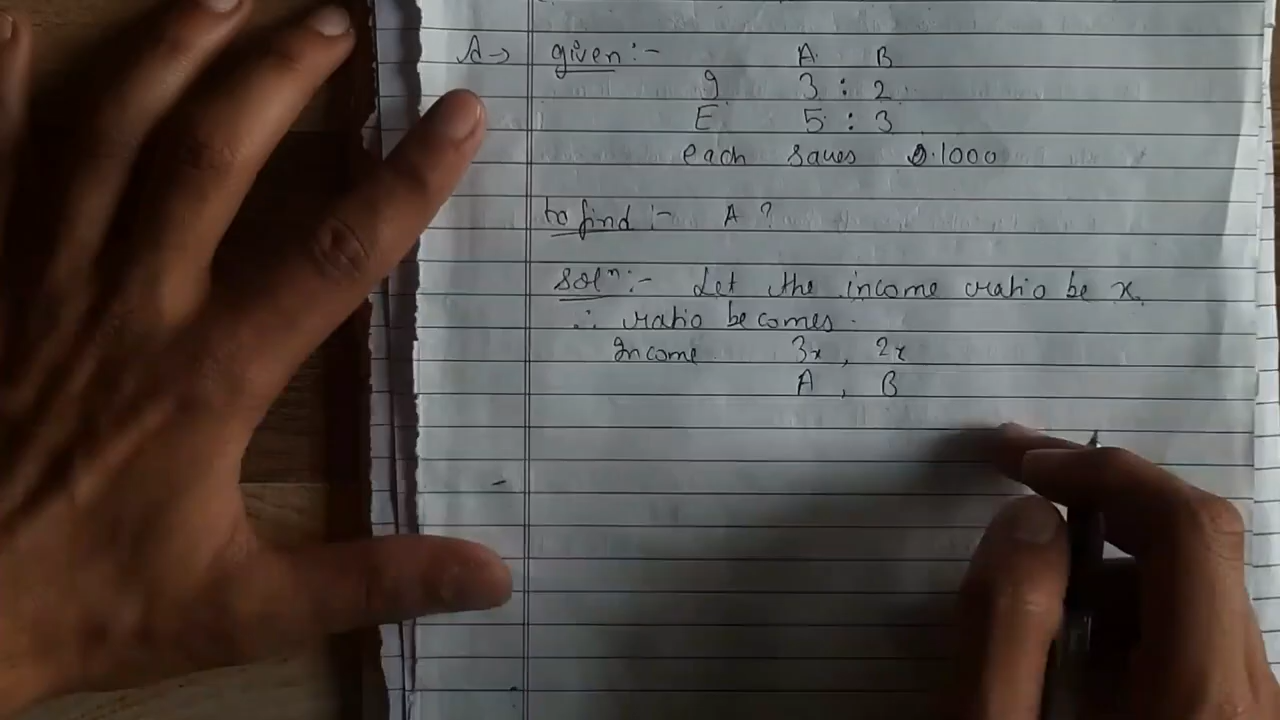 A→ given :- A B
I 3 : 2
E 5 : 3
each saves 1000
to find :- A ?
Solⁿ :- Let the income ratio be x.
∴ ratio becomes.
Income 3x , 2x
A , B